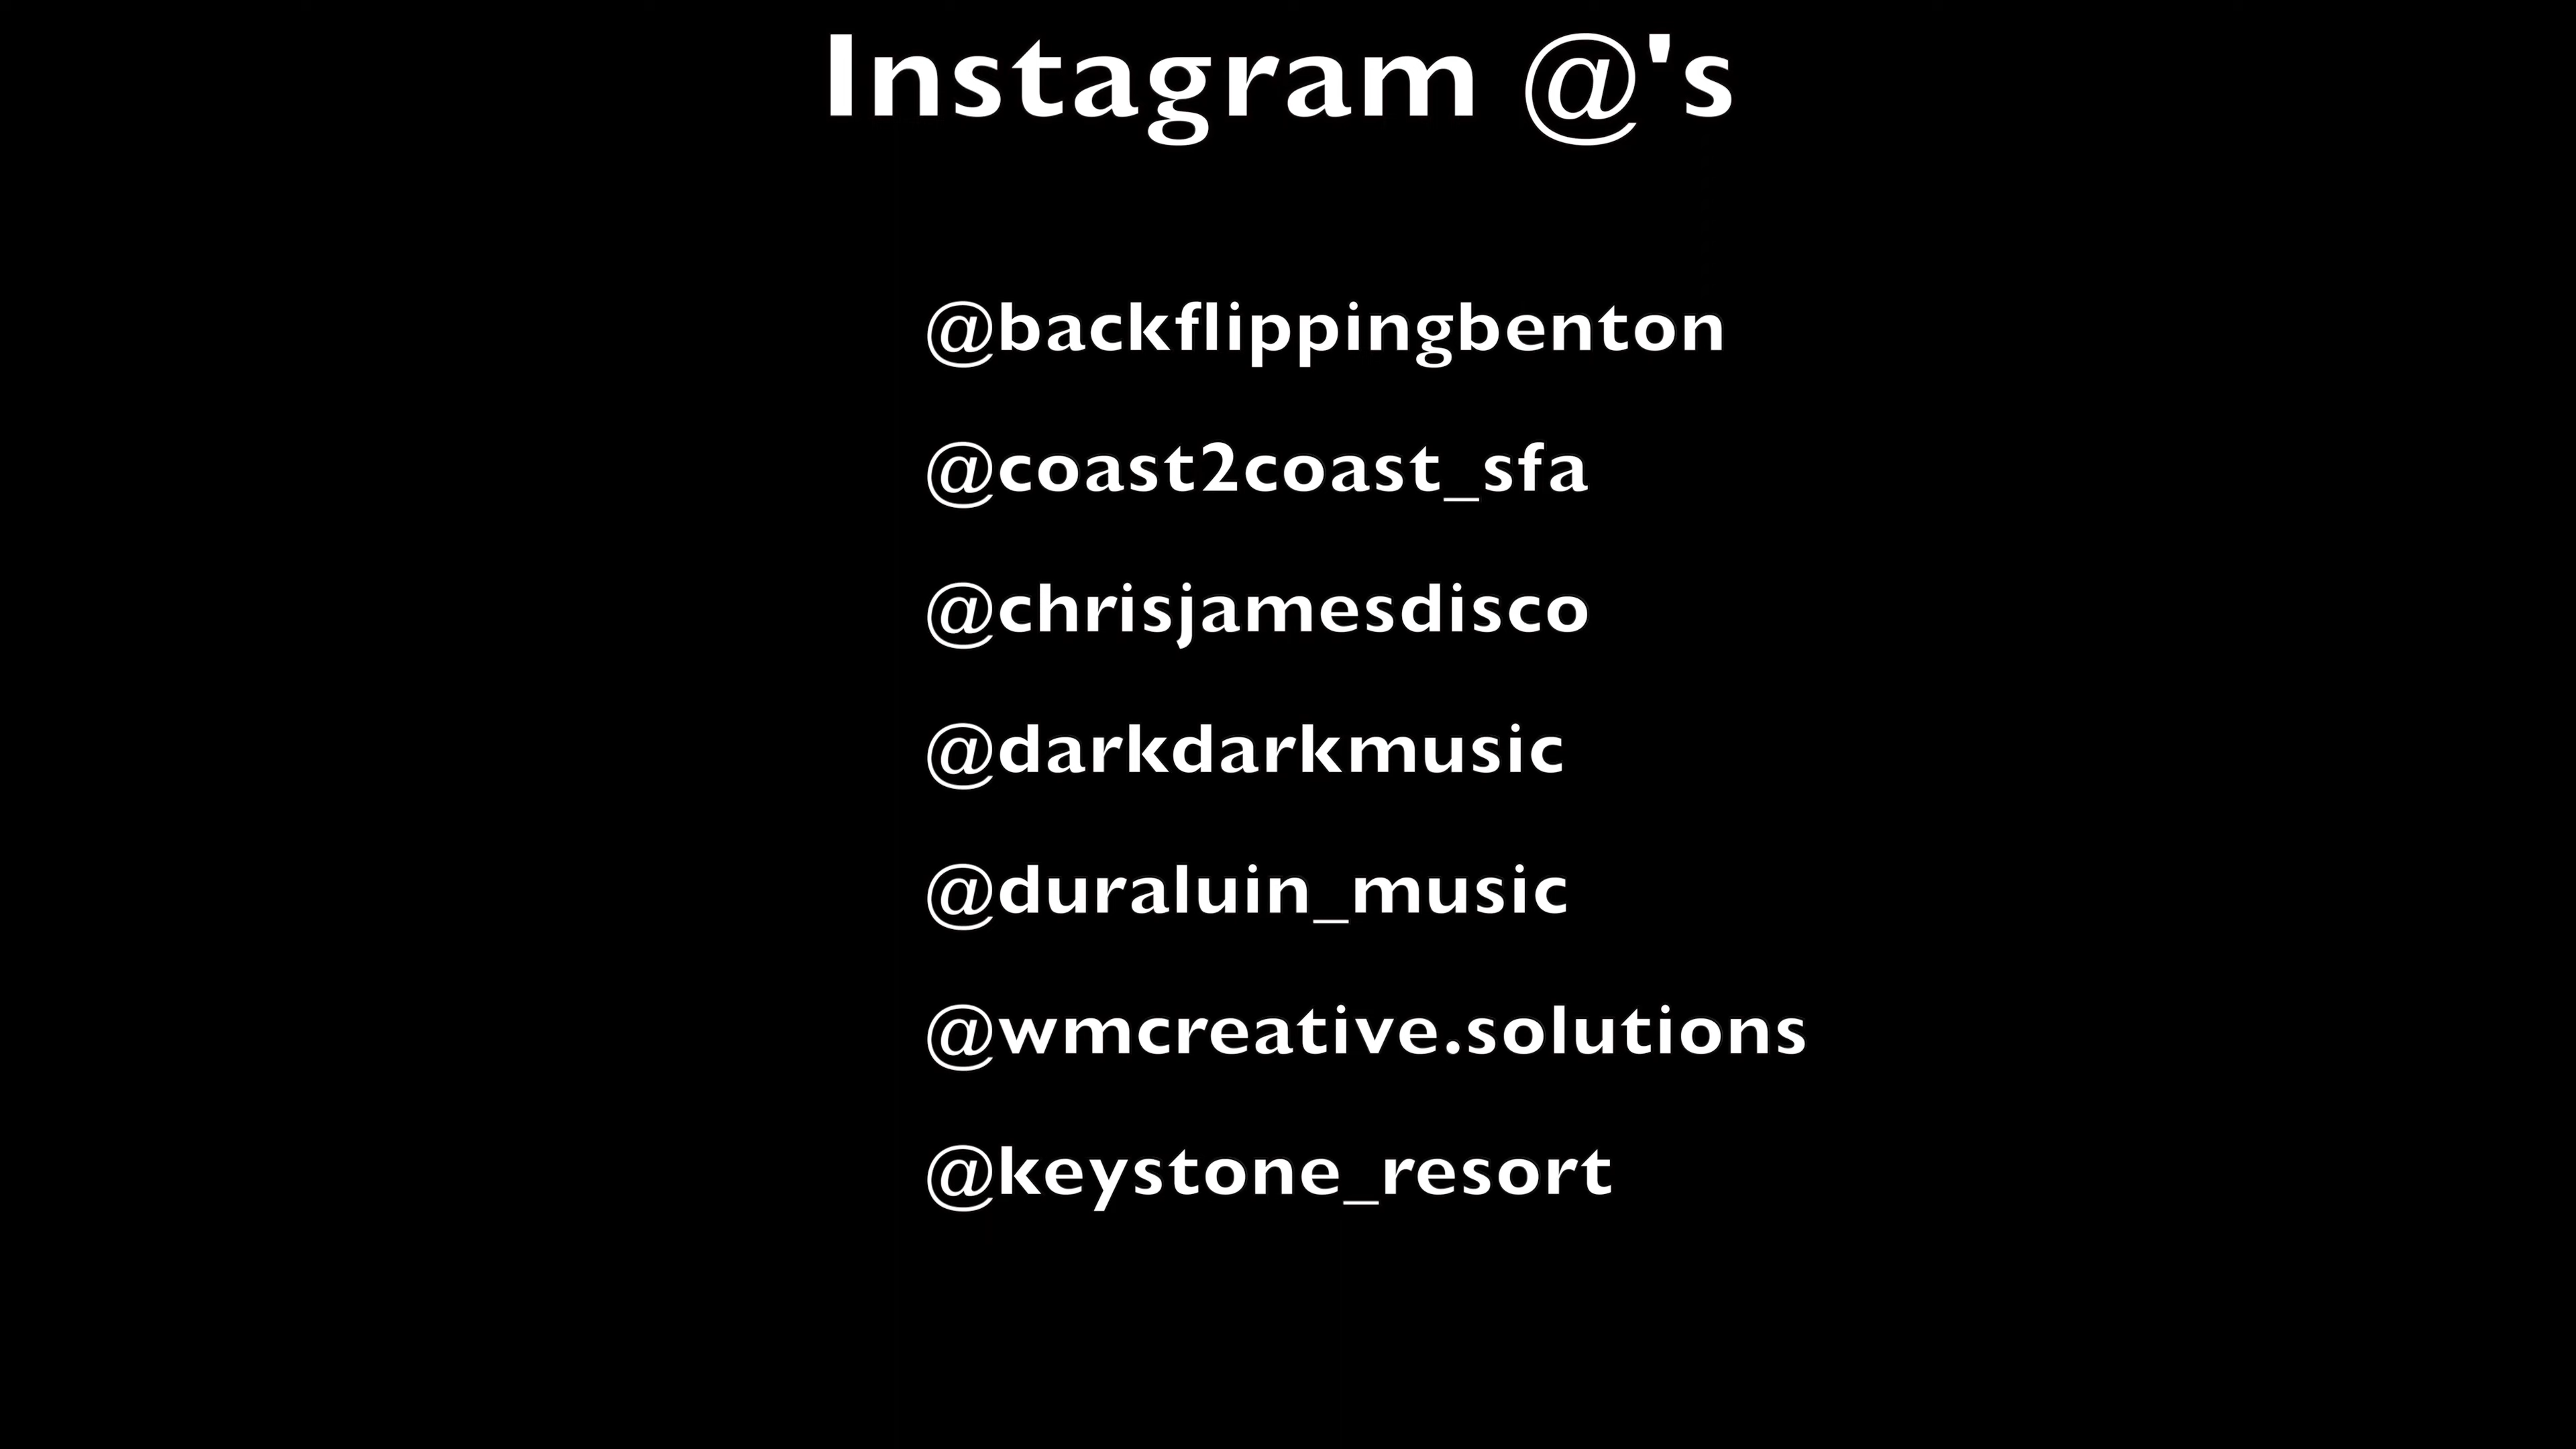 Instagram @'s
@backflippingbenton
@coast2coast_sfa
@chrisjamesdisco
@darkdarkmusic
@duraluin_music
@wmcreative.solutions
@keystone_resort